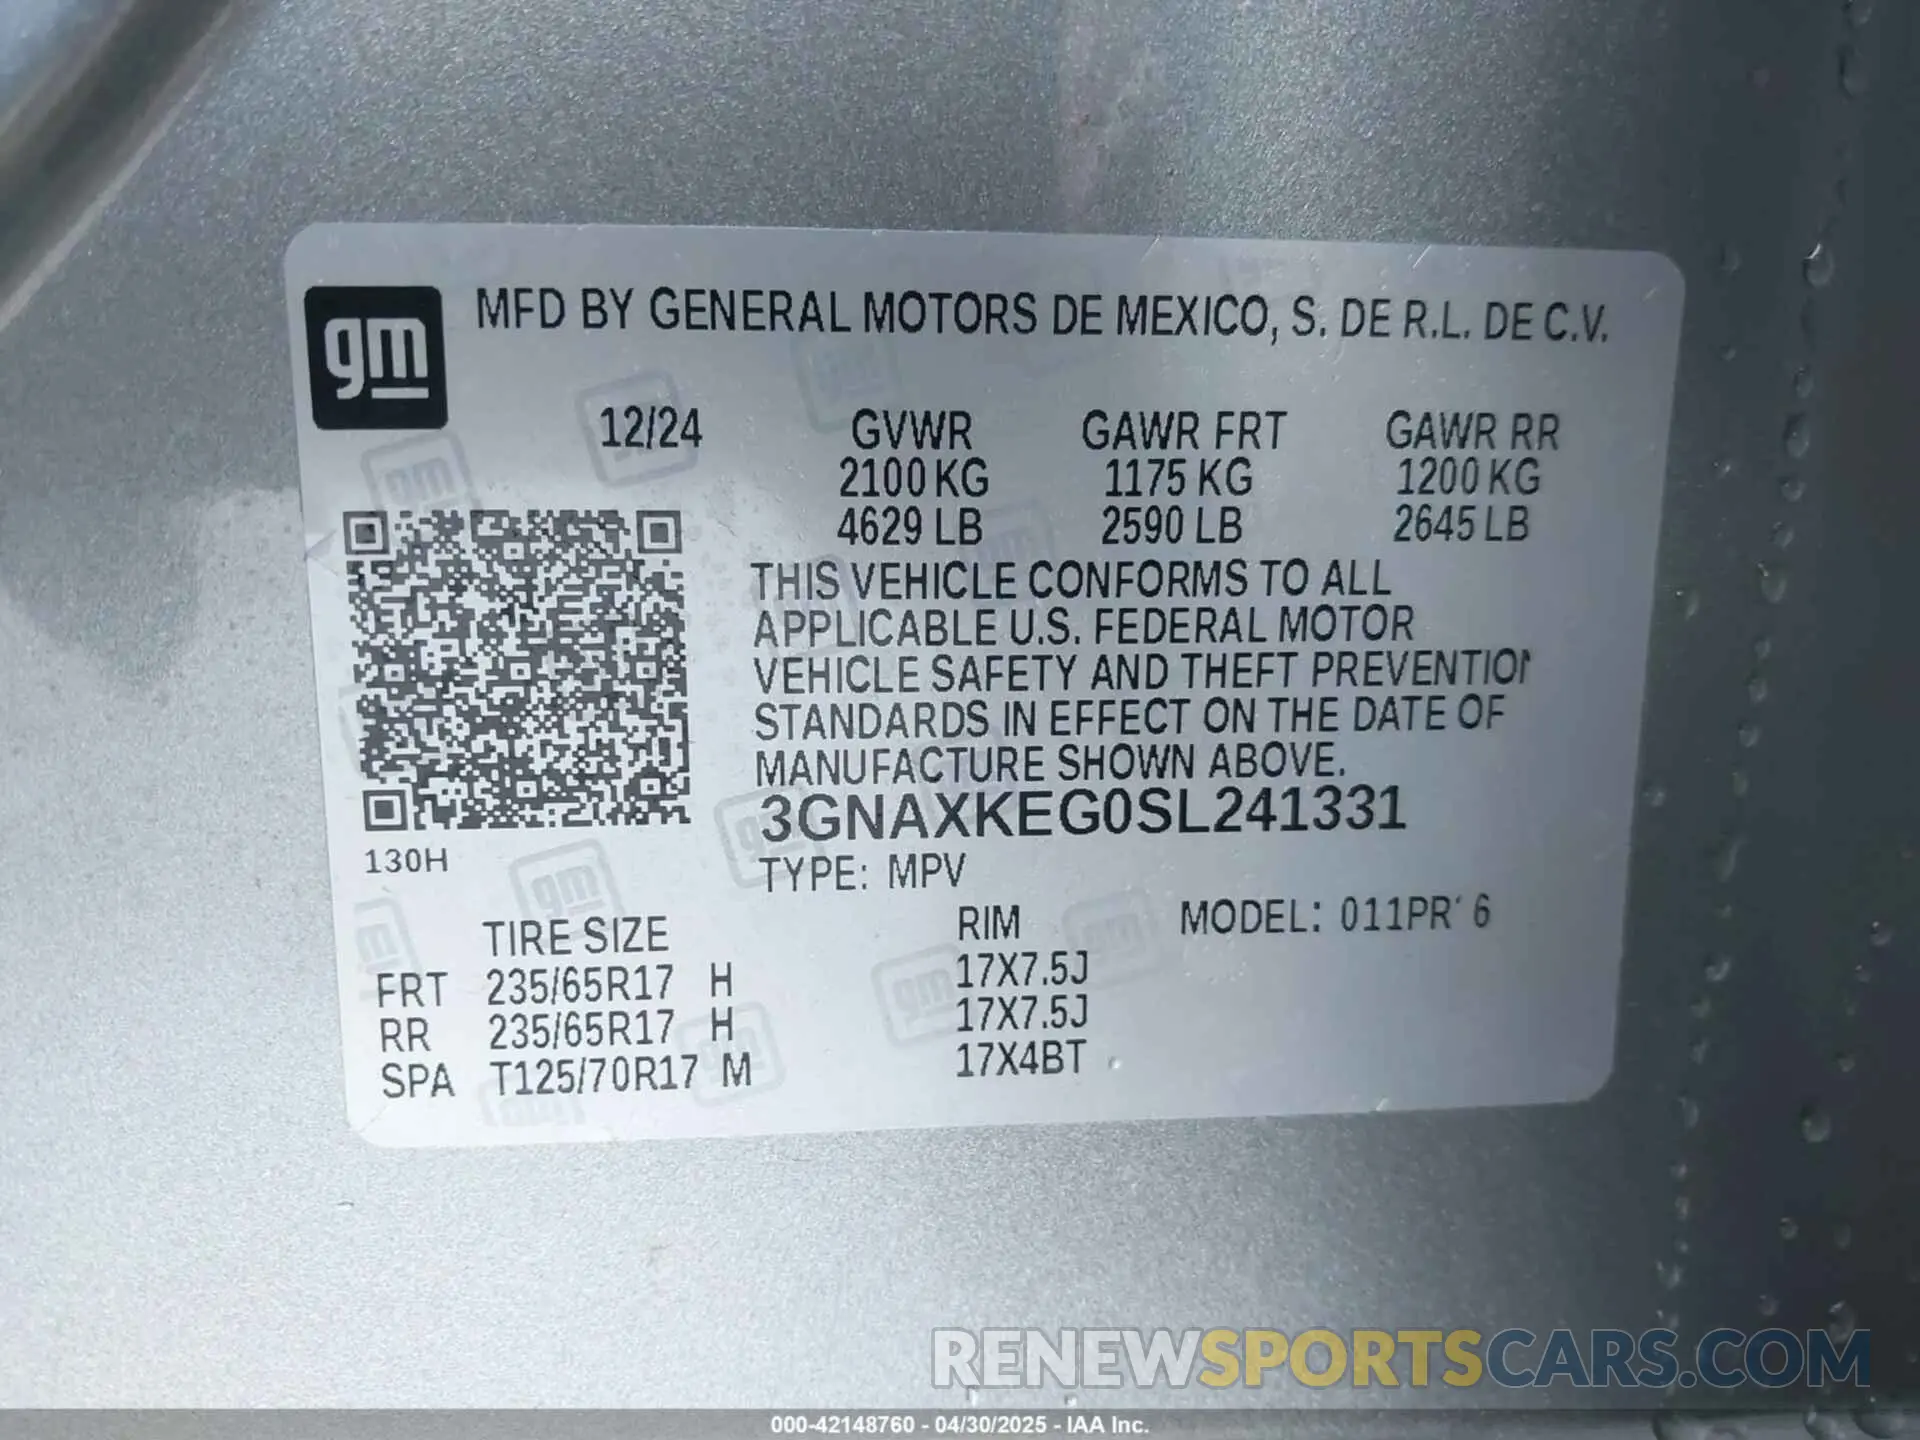 gm
MFD BY GENERAL MOTORS DE MEXICO, S. DE R.L. DE C.V.
12/24 GVWR GAWR FRT GAWR RR
2100 KG 1175 KG 1200 KG
4629 LB 2590 LB 2645 LB
THIS VEHICLE CONFORMS TO ALL
APPLICABLE U.S. FEDERAL MOTOR
VEHICLE SAFETY AND THEFT PREVENTION
STANDARDS IN EFFECT ON THE DATE OF
MANUFACTURE SHOWN ABOVE.
3GNAXKEG0SL241331
130H
TYPE: MPV
TIRE SIZE RIM MODEL:
FRT 235/65R17 H 17X7.5J
RR 235/65R17 H 17X7.5J
SPA T125/70R17 M 17X4BT
RENEWSPORTSCARS.COM
000-42148760 - 04/30/2025 - IAA Inc.